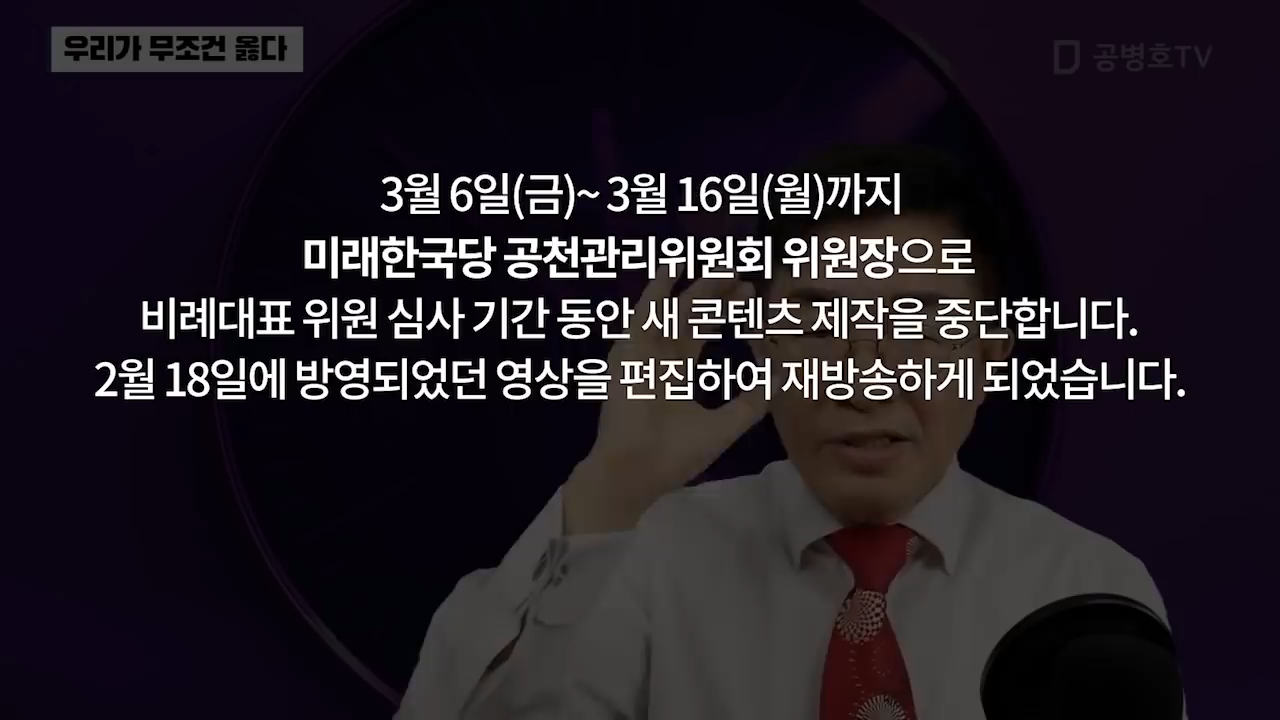 우리가 무조건 옳다
공병호TV
3월 6일(금)~ 3월 16일(월)까지
미래한국당 공천관리위원회 위원장으로
비례대표 위원 심사 기간 동안 새 콘텐츠 제작을 중단합니다.
2월 18일에 방영되었던 영상을 편집하여 재방송하게 되었습니다.